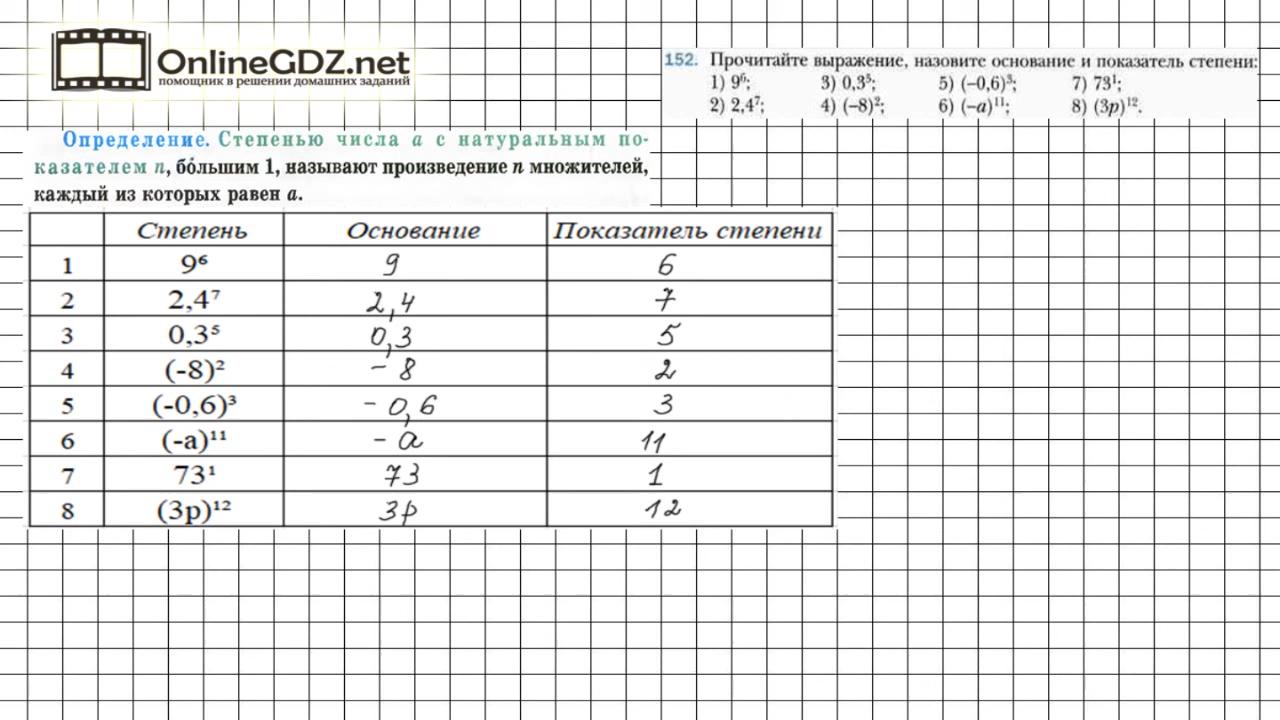 OnlineGDZ.net
помощник в решении домашних заданий
152. Прочитайте выражение, назовите основание и показатель степени:
1) 9⁶; 3) 0,3⁵; 5) (–0,6)³; 7) 73¹;
2) 2,4⁷; 4) (–8)²; 6) (–a)¹¹; 8) (3p)¹².
Определение. Степенью числа a с натуральным по-
казателем n, бо́льшим 1, называют произведение n множителей,
каждый из которых равен a.
Степень Основание Показатель степени
1 9⁶ 9 6
2 2,4⁷ 2,4 7
3 0,3⁵ 0,3 5
4 (-8)² - 8 2
5 (-0,6)³ - 0,6 3
6 (-a)¹¹ - a 11
7 73¹ 73 1
8 (3p)¹² 3p 12